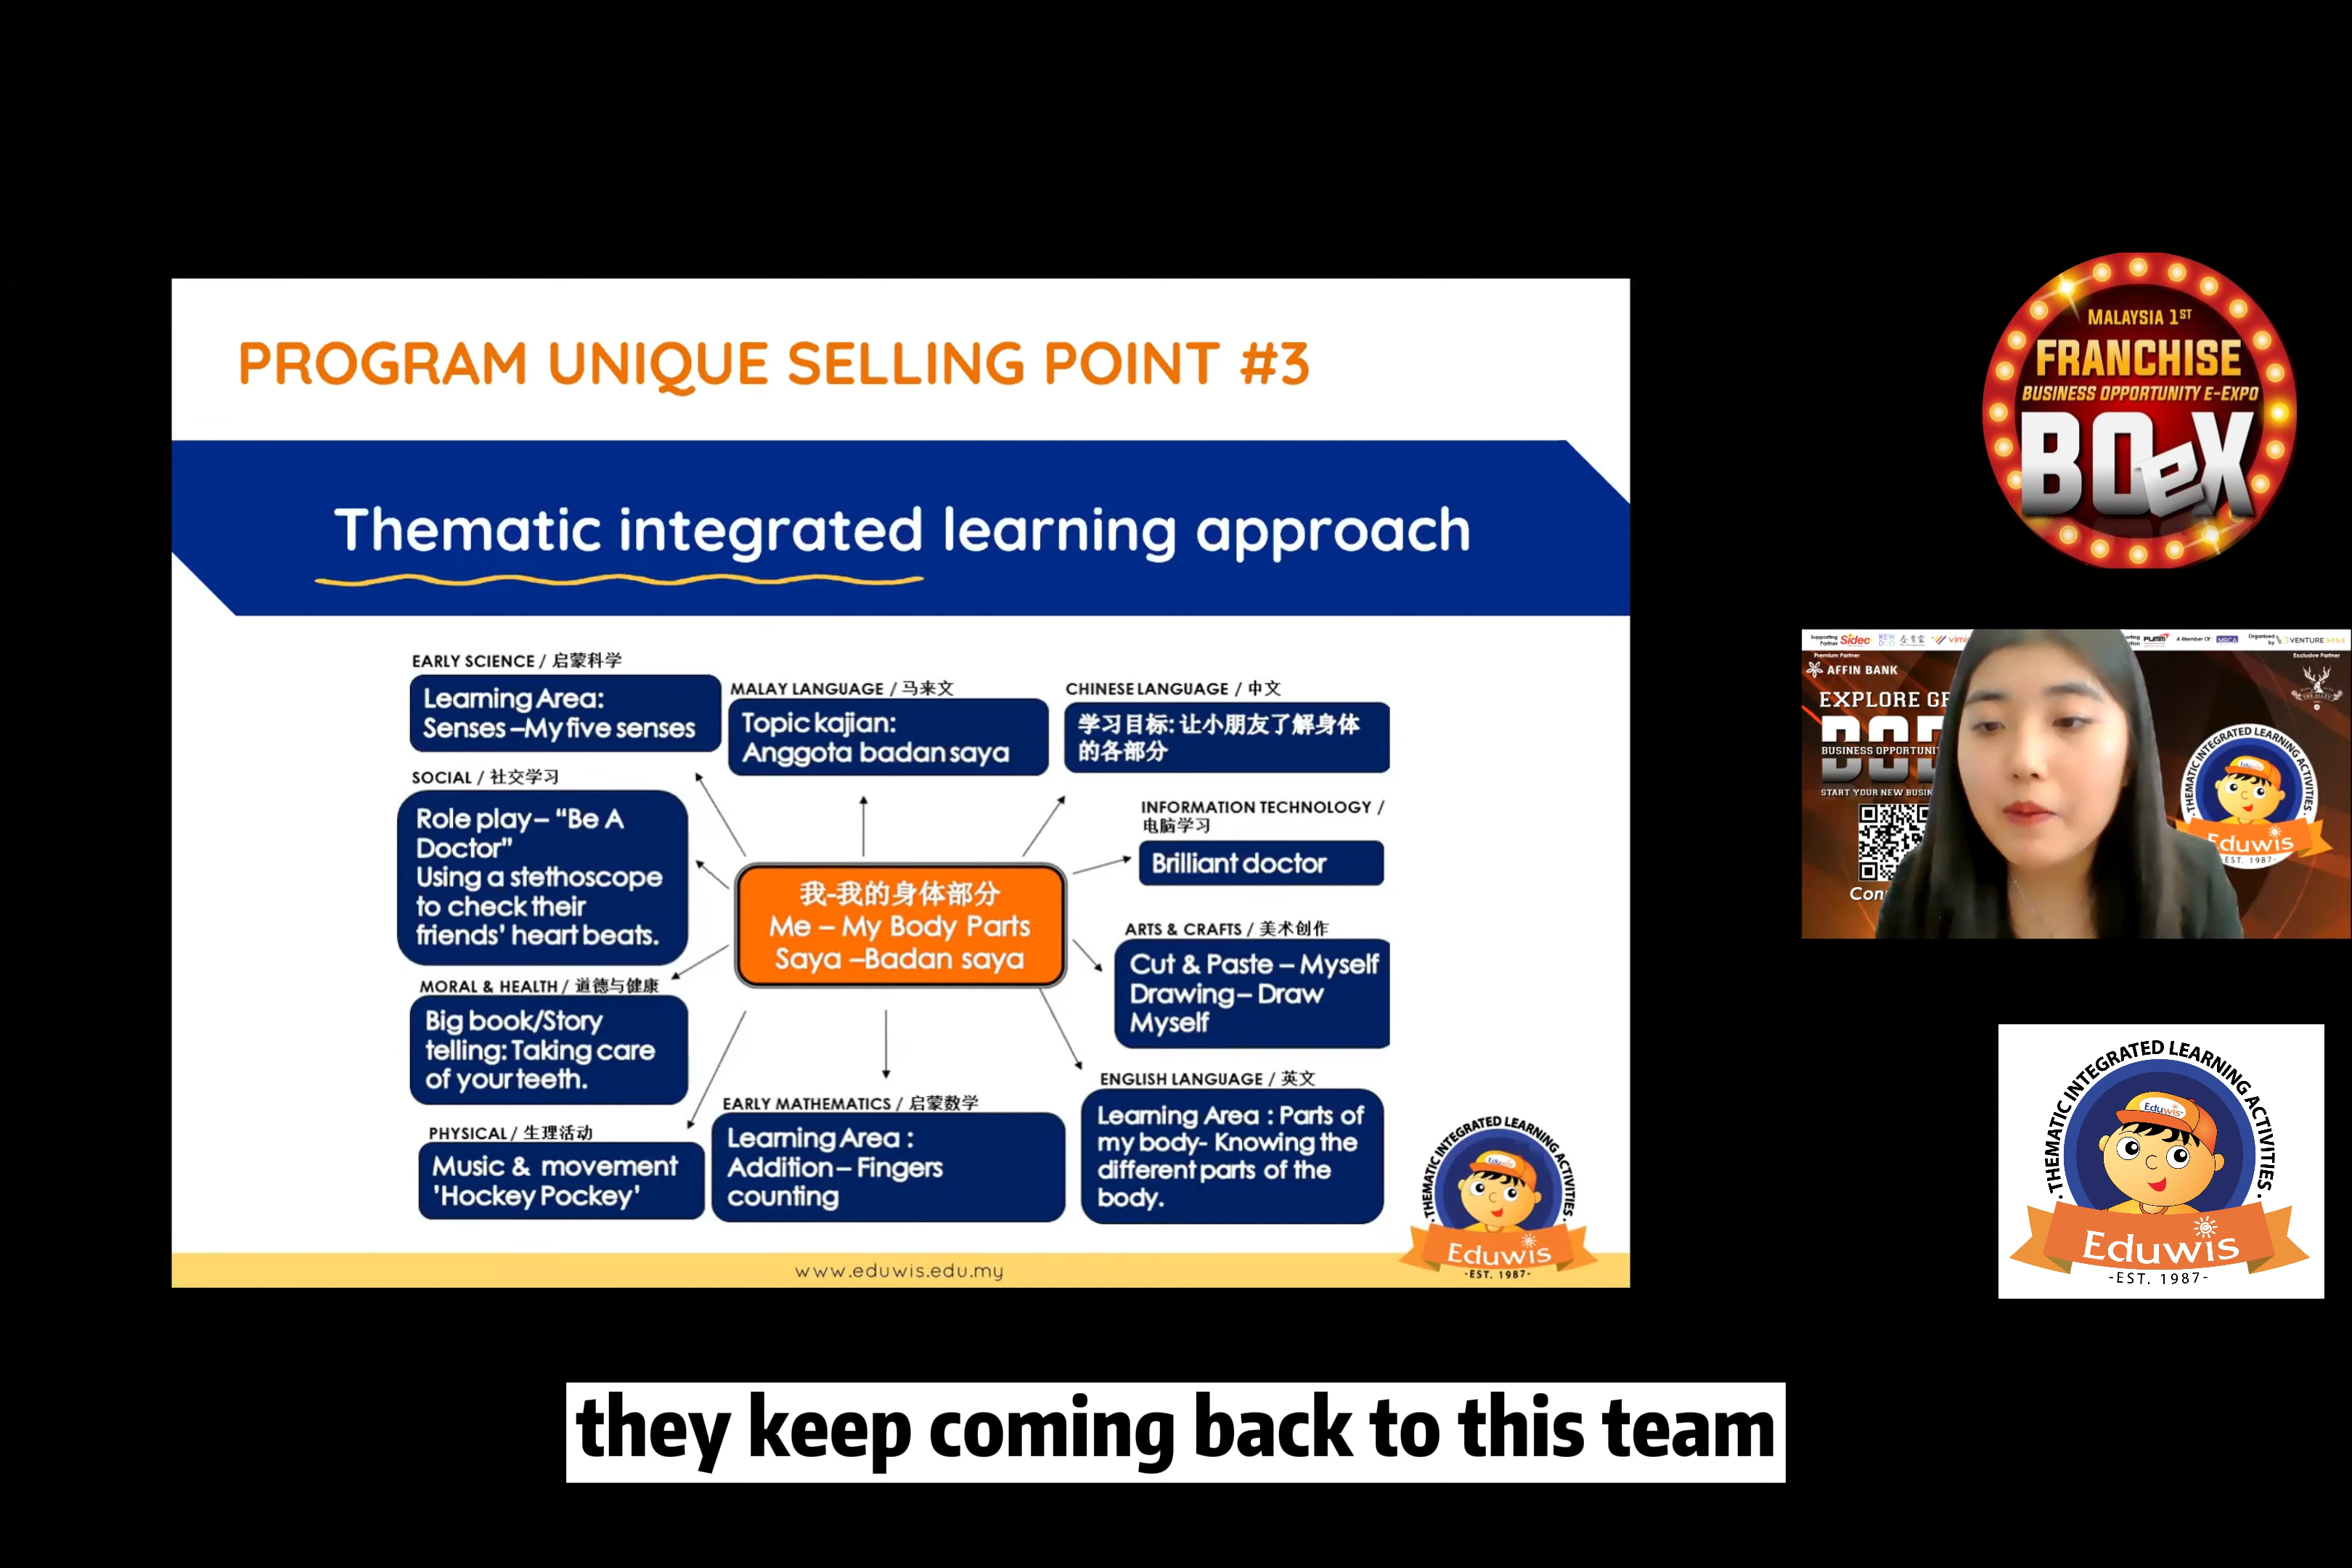 PROGRAM UNIQUE SELLING POINT #3
Thematic integrated learning approach
EARLY SCIENCE / 启蒙科学
Learning Area:
Senses –My five senses
MALAY LANGUAGE / 马来文
Topic kajian:
Anggota badan saya
CHINESE LANGUAGE / 中文
学习目标: 让小朋友了解身体
的各部分
SOCIAL / 社交学习
Role play– “Be A
Doctor”
Using a stethoscope
to check their
friends’ heart beats.
INFORMATION TECHNOLOGY /
电脑学习
Brilliant doctor
我-我的身体部分
Me – My Body Parts
Saya –Badan saya
ARTS & CRAFTS / 美术创作
Cut & Paste – Myself
Drawing– Draw
Myself
MORAL & HEALTH / 道德与健康
Big book/Story
telling: Taking care
of your teeth.
PHYSICAL / 生理活动
Music & movement
'Hockey Pockey'
EARLY MATHEMATICS / 启蒙数学
Learning Area :
Addition– Fingers
counting
ENGLISH LANGUAGE / 英文
Learning Area : Parts of
my body- Knowing the
different parts of the
body.
THEMATIC INTEGRATED LEARNING ACTIVITIES
Eduwis
Eduwis
-EST. 1987-
www.eduwis.edu.my
MALAYSIA 1ST
FRANCHISE
BUSINESS OPPORTUNITY E-EXPO
BOeX
Supporting
Partner
Sidec
A Member Of :
Organized
by
VENTURE
Premium Partner
Exclusive Partner
AFFIN BANK
EXPLORE
BUSINESS
START YOUR NEW
THEMATIC INTEGRATED LEARNING ACTIVITIES
Eduwis
EST. 1987-
THEMATIC INTEGRATED LEARNING ACTIVITIES
Eduwis
Eduwis
-EST. 1987-
they keep coming back to this team